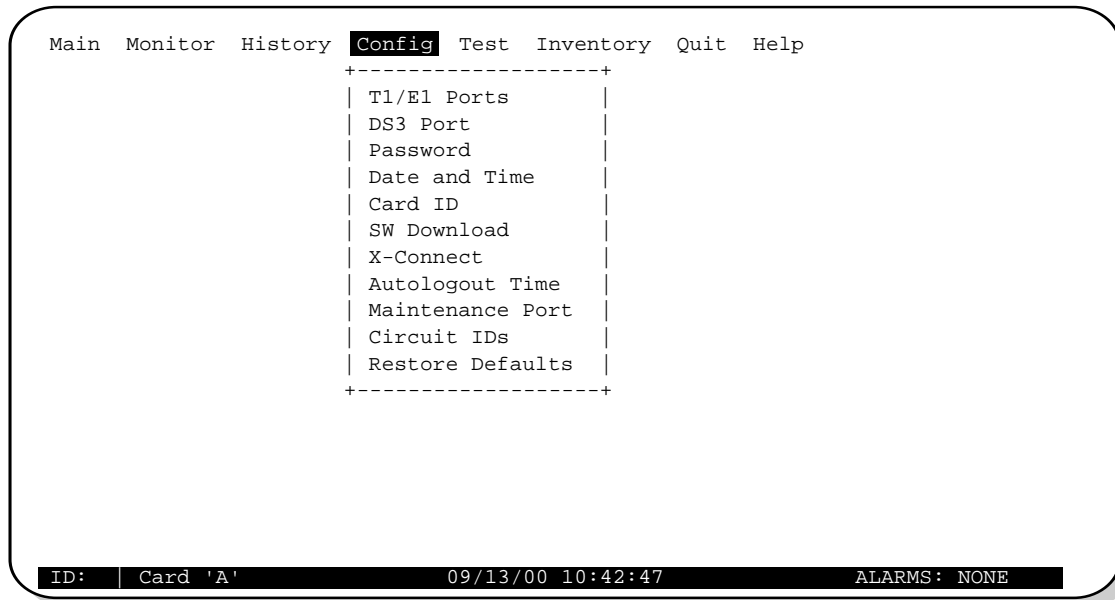 Main  Monitor  History  Config  Test  Inventory  Quit  Help
+-------------------+
| T1/E1 Ports       |
| DS3 Port          |
| Password          |
| Date and Time     |
| Card ID           |
| SW Download       |
| X-Connect         |
| Autologout Time   |
| Maintenance Port  |
| Circuit IDs       |
| Restore Defaults  |
+-------------------+
ID:  | Card 'A'                09/13/00 10:42:47               ALARMS: NONE